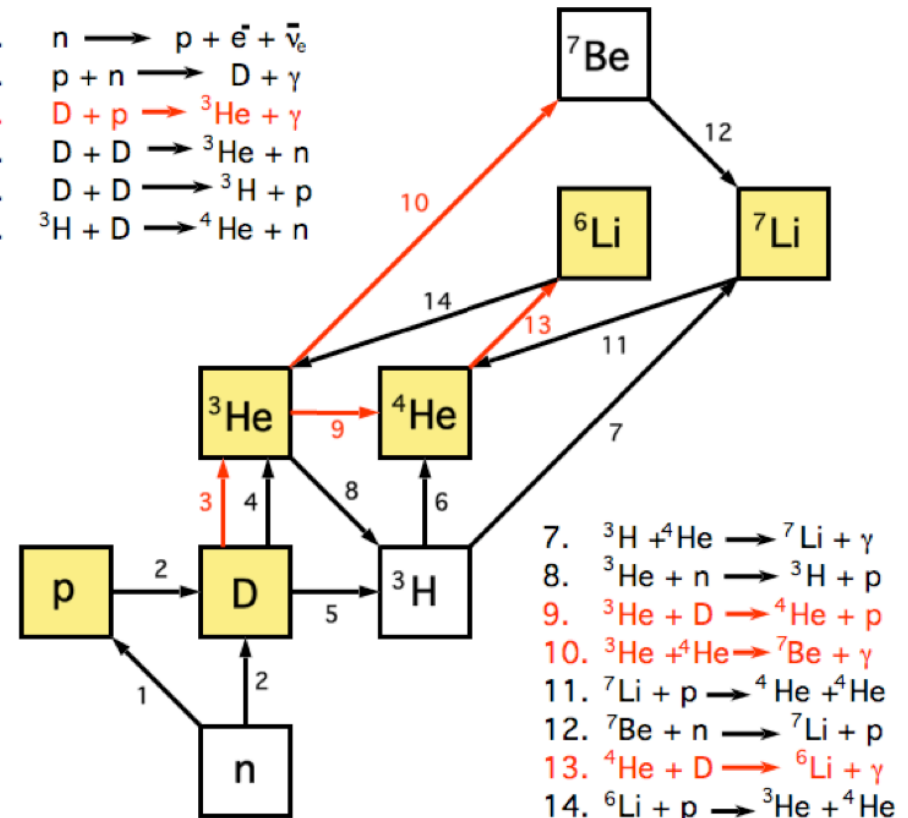 . n ⟶ p + e⁻ + ν̄ₑ
. p + n ⟶ D + γ
. D + p ⟶ ³He + γ
. D + D ⟶ ³He + n
. D + D ⟶ ³H + p
. ³H + D ⟶ ⁴He + n
⁷Be
12
10
⁶Li
⁷Li
14
13
11
³He
9
⁴He
7
3
4
8
6
p
2
D
5
³H
1
2
n
7. ³H +⁴He ⟶ ⁷Li + γ
8. ³He + n ⟶ ³H + p
9. ³He + D ⟶ ⁴He + p
10. ³He +⁴He ⟶ ⁷Be + γ
11. ⁷Li + p ⟶ ⁴He +⁴He
12. ⁷Be + n ⟶ ⁷Li + p
13. ⁴He + D ⟶ ⁶Li + γ
14. ⁶Li + p ⟶ ³He +⁴He